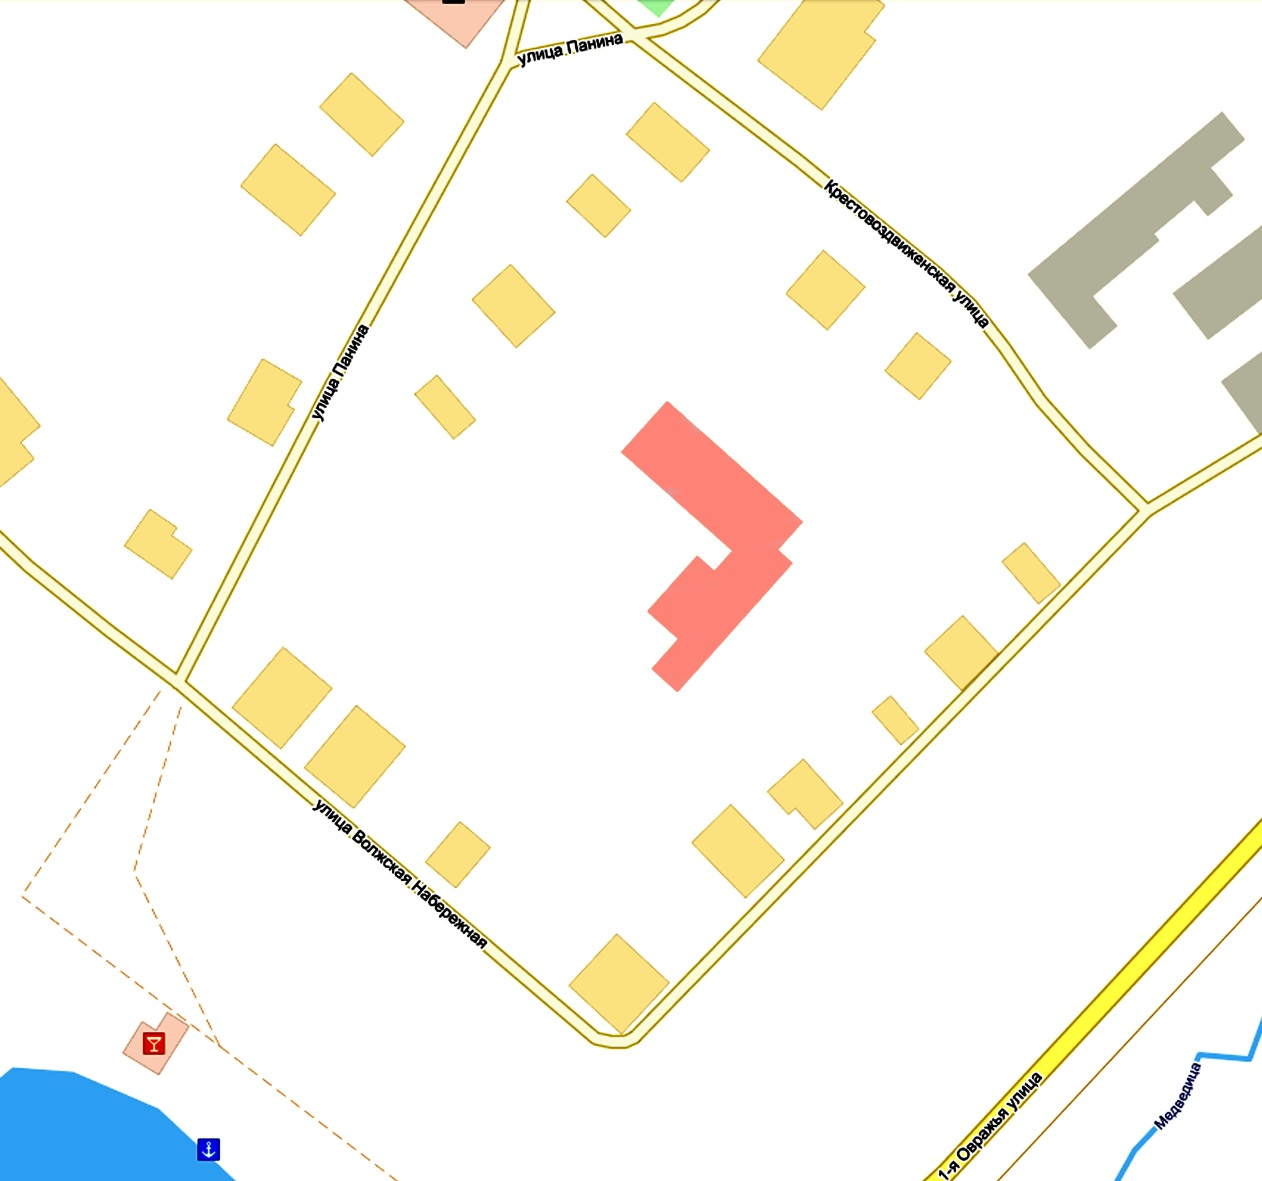 улица Панина
Крестовоздвиженская улица
улица Панина
улица Волжская Набережная
1-я Овражья улица
Медведица